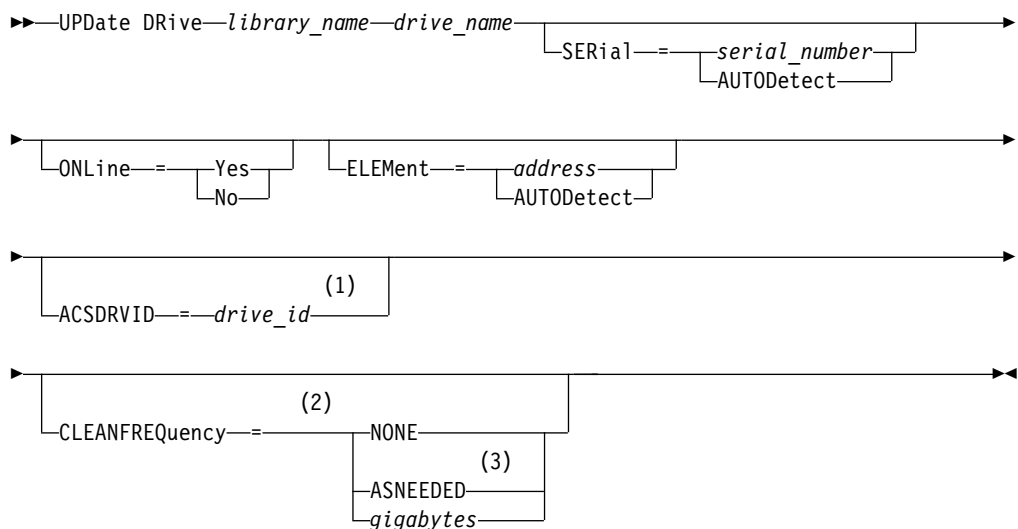 UPDate DRive library_name drive_name
SERial = serial_number
AUTODetect
ONLine = Yes
No
ELEMent = address
AUTODetect
(1)
ACSDRVID = drive_id
(2)
CLEANFREQuency = NONE
(3)
ASNEEDED
gigabytes